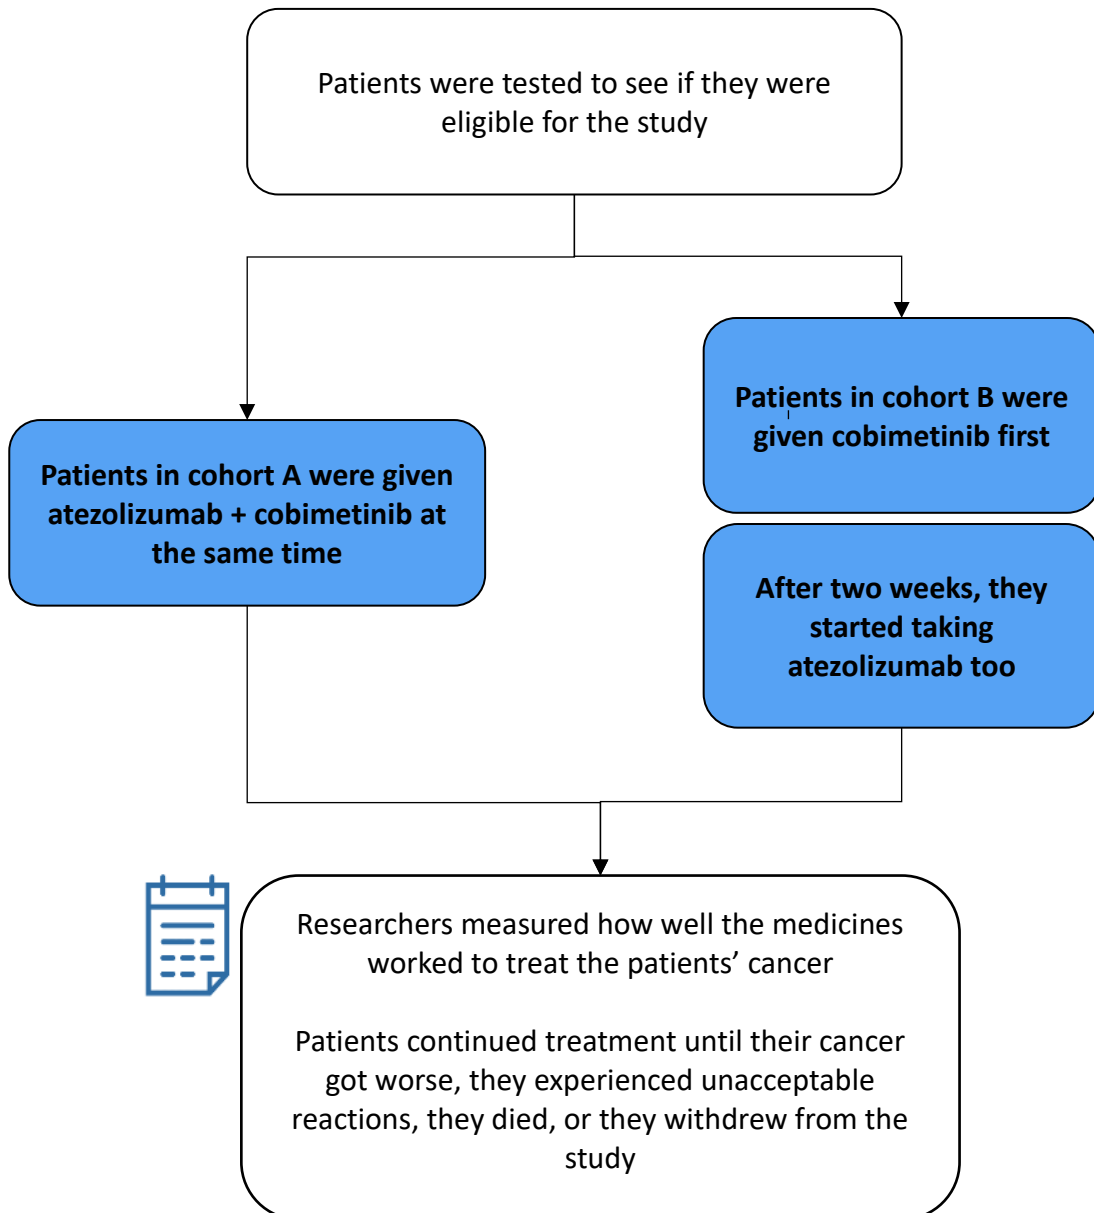 Patients were tested to see if they were
eligible for the study
Patients in cohort A were given
atezolizumab + cobimetinib at
the same time
Patients in cohort B were
given cobimetinib first
After two weeks, they
started taking
atezolizumab too
Researchers measured how well the medicines
worked to treat the patients’ cancer
Patients continued treatment until their cancer
got worse, they experienced unacceptable
reactions, they died, or they withdrew from the
study